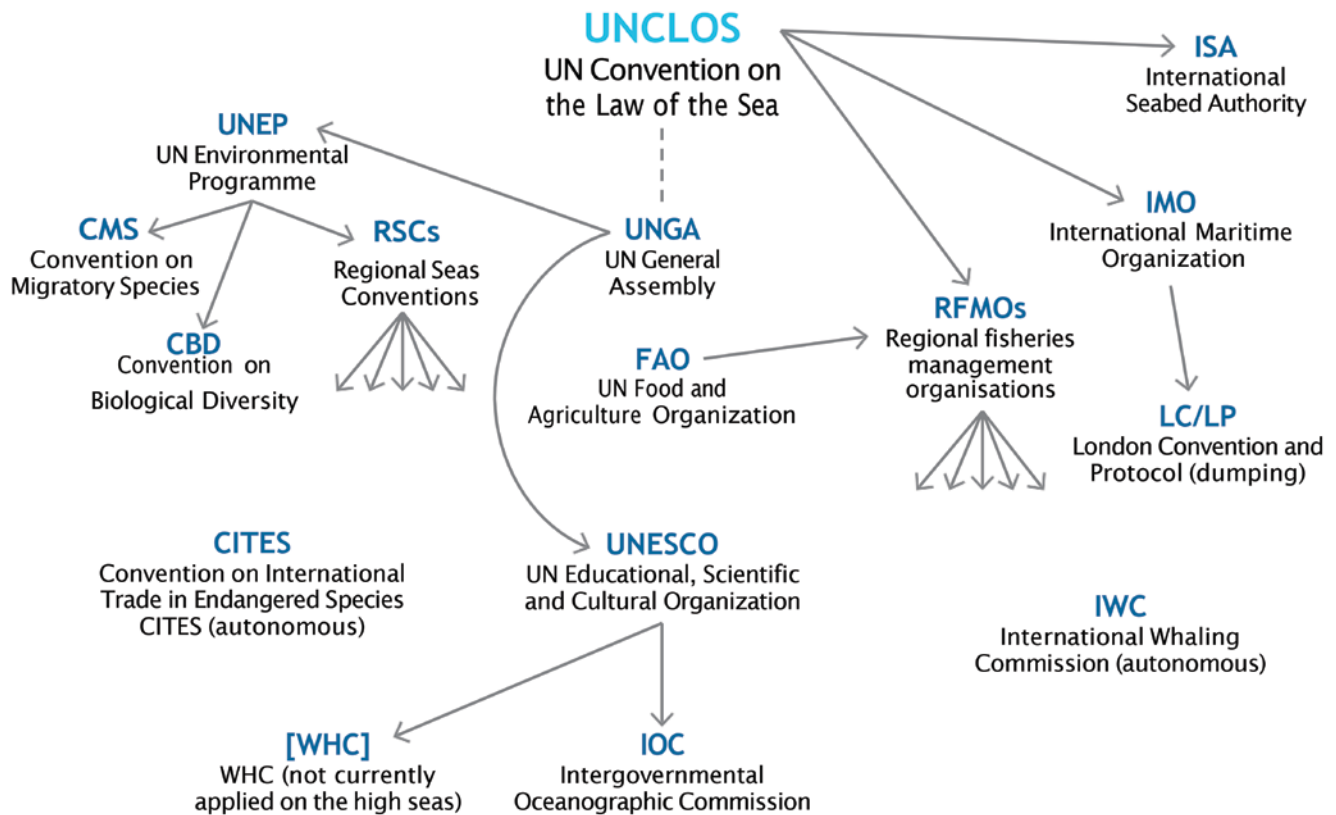 UNCLOS
UN Convention on
the Law of the Sea
ISA
International
Seabed Authority
UNEP
UN Environmental
Programme
CMS
Convention on
Migratory Species
RSCs
Regional Seas
Conventions
CBD
Convention on
Biological Diversity
UNGA
UN General
Assembly
IMO
International Maritime
Organization
RFMOs
Regional fisheries
management
organisations
FAO
UN Food and
Agriculture Organization
LC/LP
London Convention and
Protocol (dumping)
CITES
Convention on International
Trade in Endangered Species
CITES (autonomous)
UNESCO
UN Educational, Scientific
and Cultural Organization
IWC
International Whaling
Commission (autonomous)
[WHC]
WHC (not currently
applied on the high seas)
IOC
Intergovernmental
Oceanographic Commission